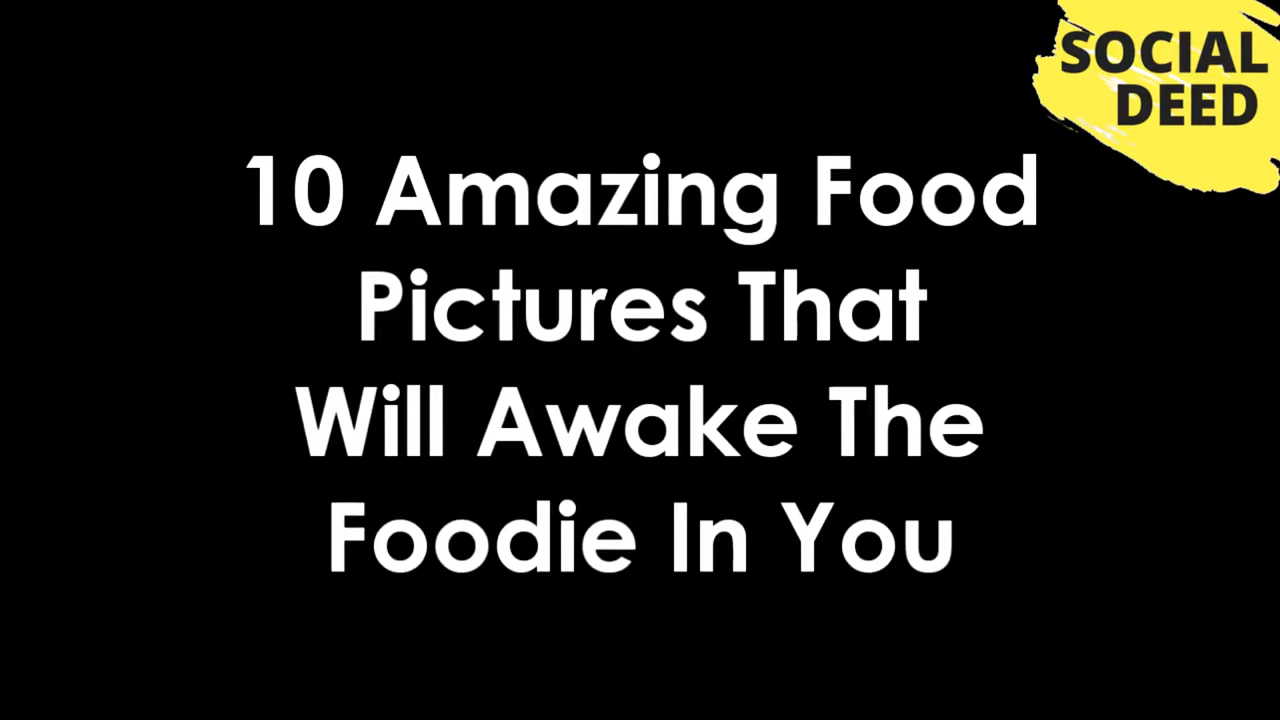 SOCIAL
DEED
10 Amazing Food
Pictures That
Will Awake The
Foodie In You